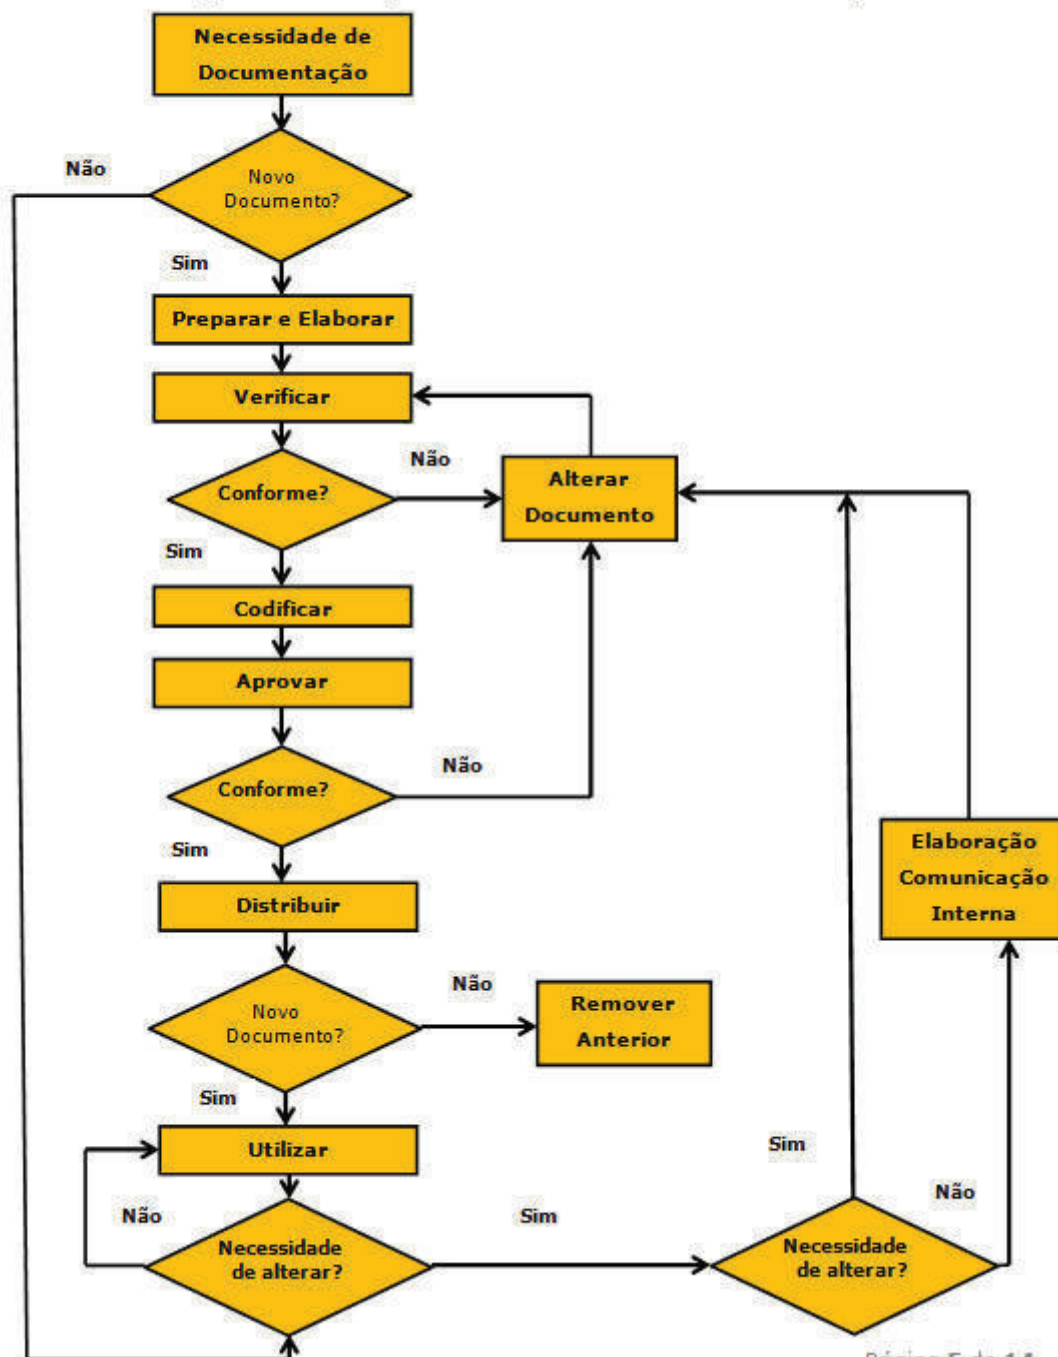 Necessidade de
Documentação
Não
Novo
Documento?
Sim
Preparar e Elaborar
Verificar
Não
Conforme?
Alterar
Documento
Sim
Codificar
Aprovar
Não
Conforme?
Sim
Elaboração
Comunicação
Interna
Distribuir
Não
Novo
Documento?
Remover
Anterior
Sim
Utilizar
Sim
Não
Não
Sim
Necessidade
de alterar?
Necessidade
de alterar?